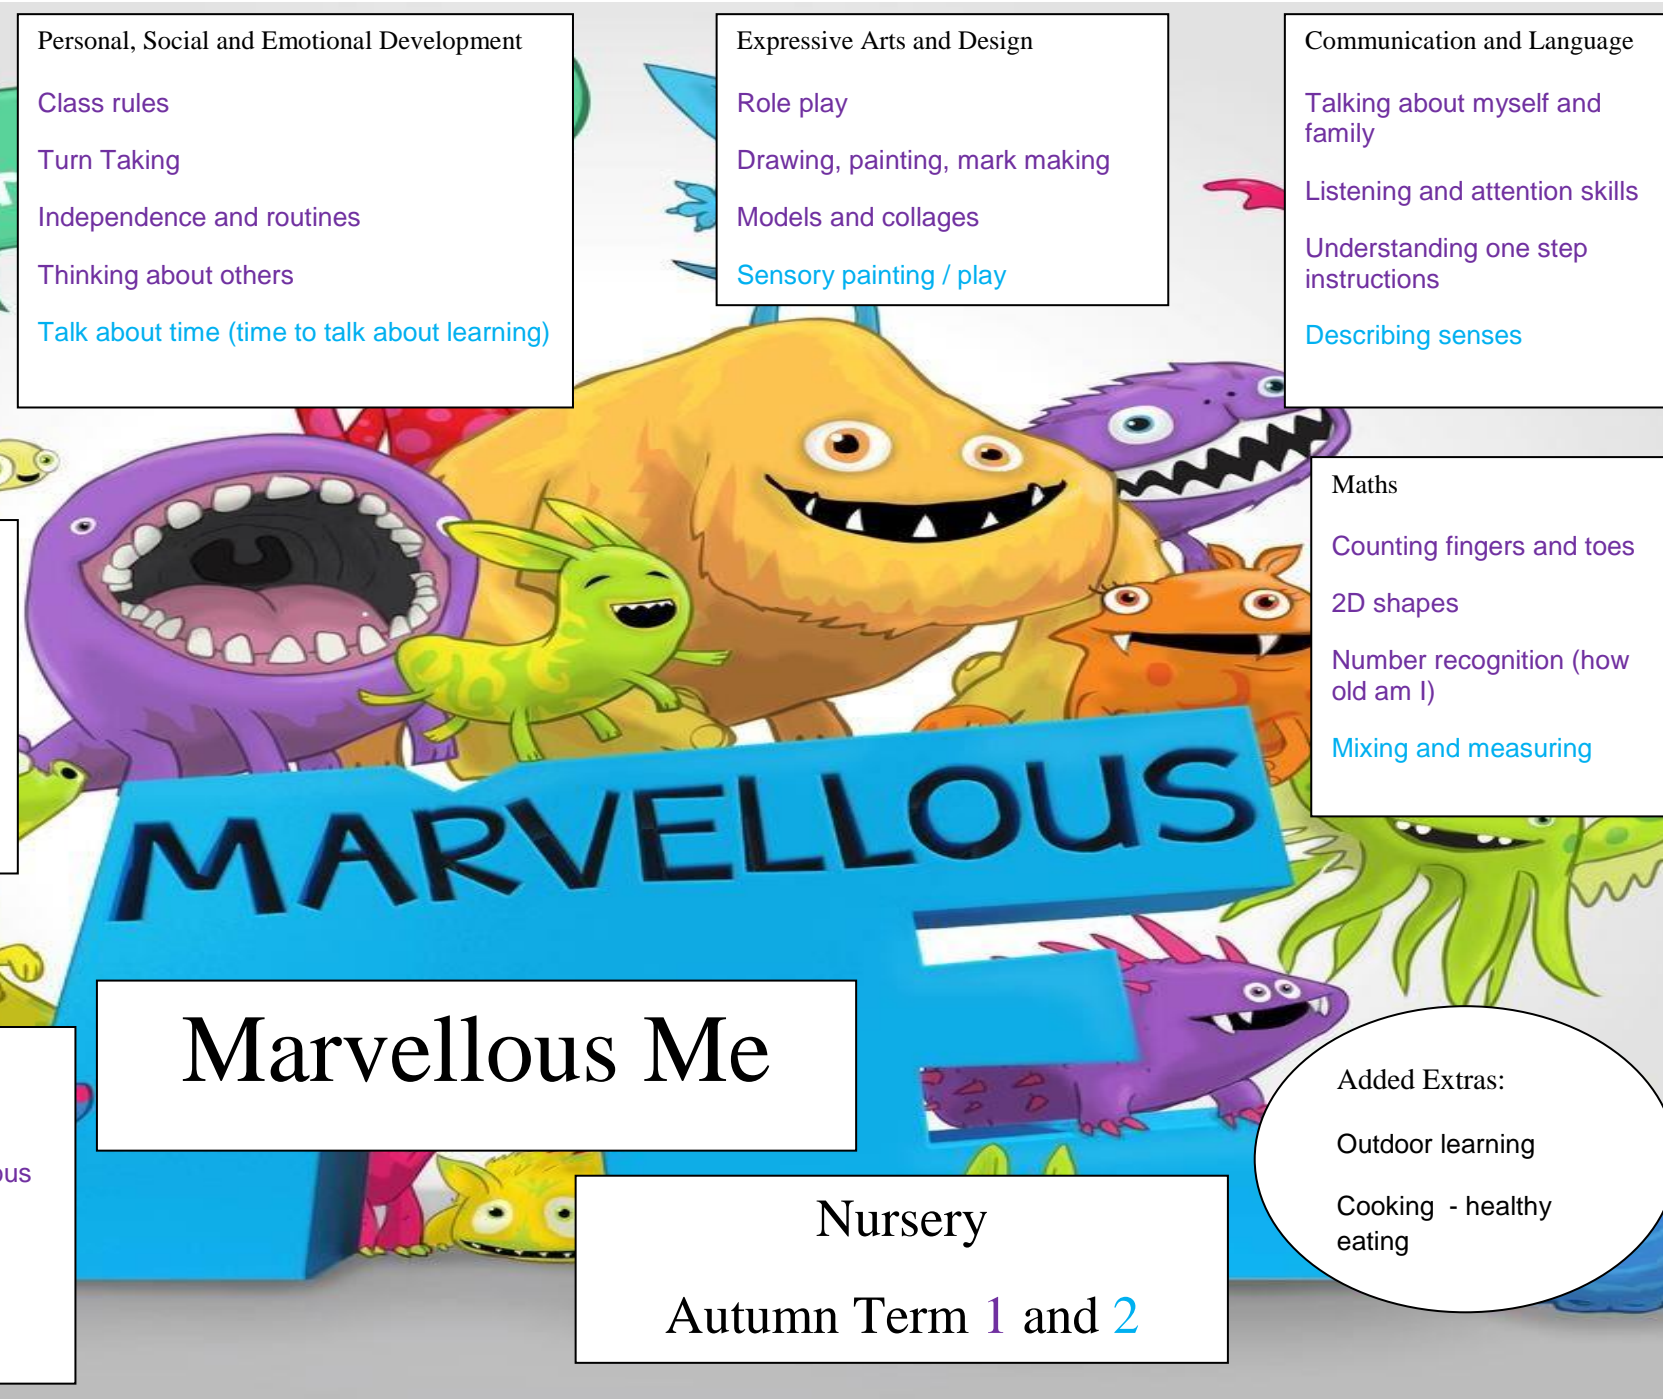 Personal, Social and Emotional Development
Class rules
Turn Taking
Independence and routines
Thinking about others
Talk about time (time to talk about learning)
Expressive Arts and Design
Role play
Drawing, painting, mark making
Models and collages
Sensory painting / play
Communication and Language
Talking about myself and
family
Listening and attention skills
Understanding one step
instructions
Describing senses
Maths
Counting fingers and toes
2D shapes
Number recognition (how
old am I)
Mixing and measuring
MARVELLOUS
Marvellous Me
Nursery
Autumn Term 1 and 2
Added Extras:
Outdoor learning
Cooking  - healthy
eating